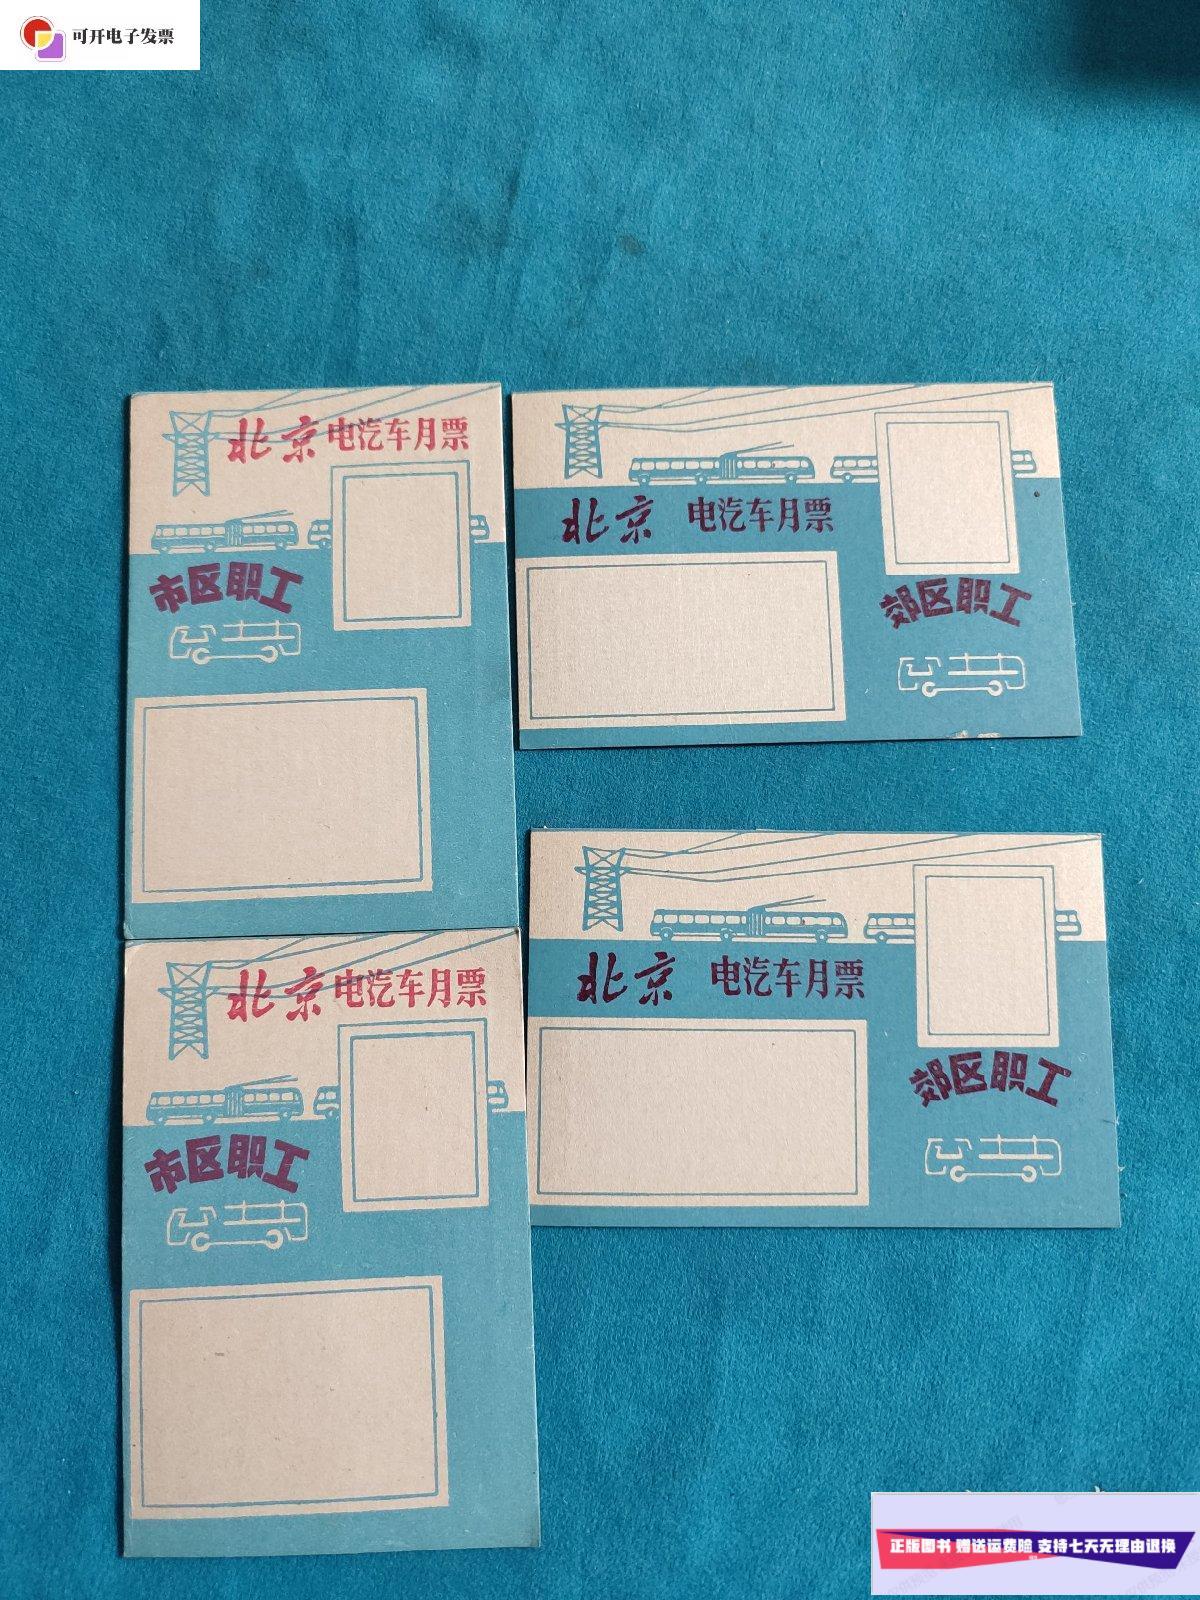 可开电子发票
北京电汽车月票
市区职工
北京 电汽车月票
郊区职工
北京电汽车月票
市区职工
北京 电汽车月票
郊区职工
正版图书 赠送运费险 支持七天无理由退换